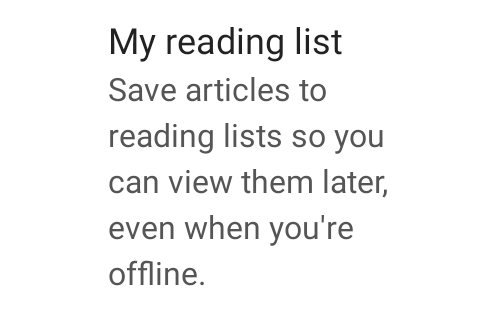 My reading list
Save articles to
reading lists so you
can view them later,
even when you're
offline.